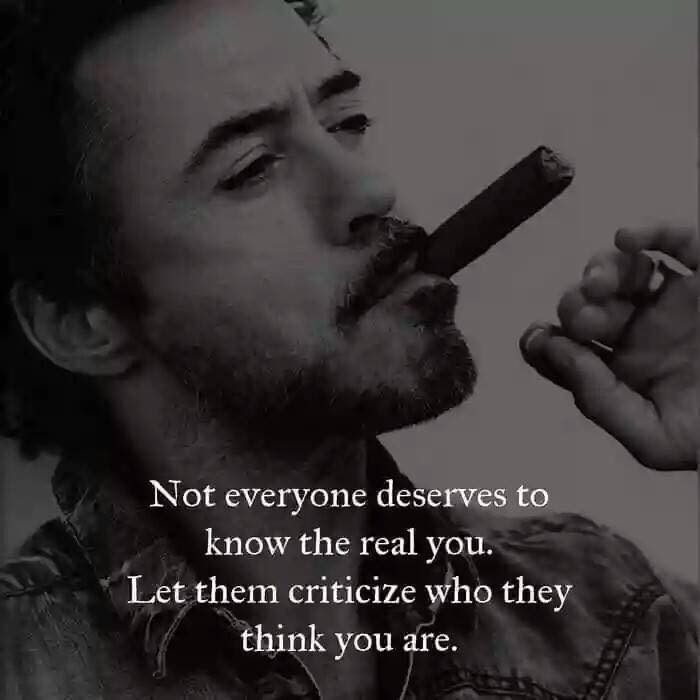 Not everyone deserves to
know the real you.
Let them criticize who they
think you are.